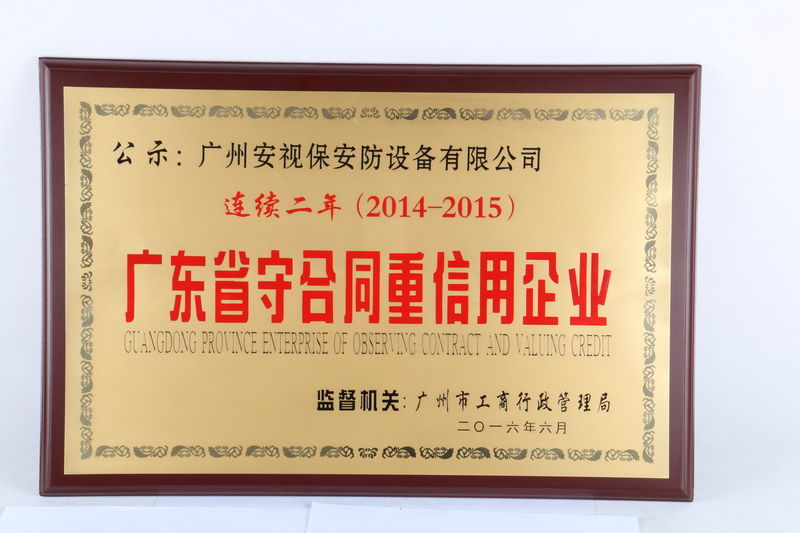 公示：广州安视保安防设备有限公司
连续二年（2014-2015）
广东省守合同重信用企业
GUANGDONG PROVINCE ENTERPRISE OF OBSERVING CONTRACT AND VALUING CREDIT
监督机关：广州市工商行政管理局
二〇一六年六月